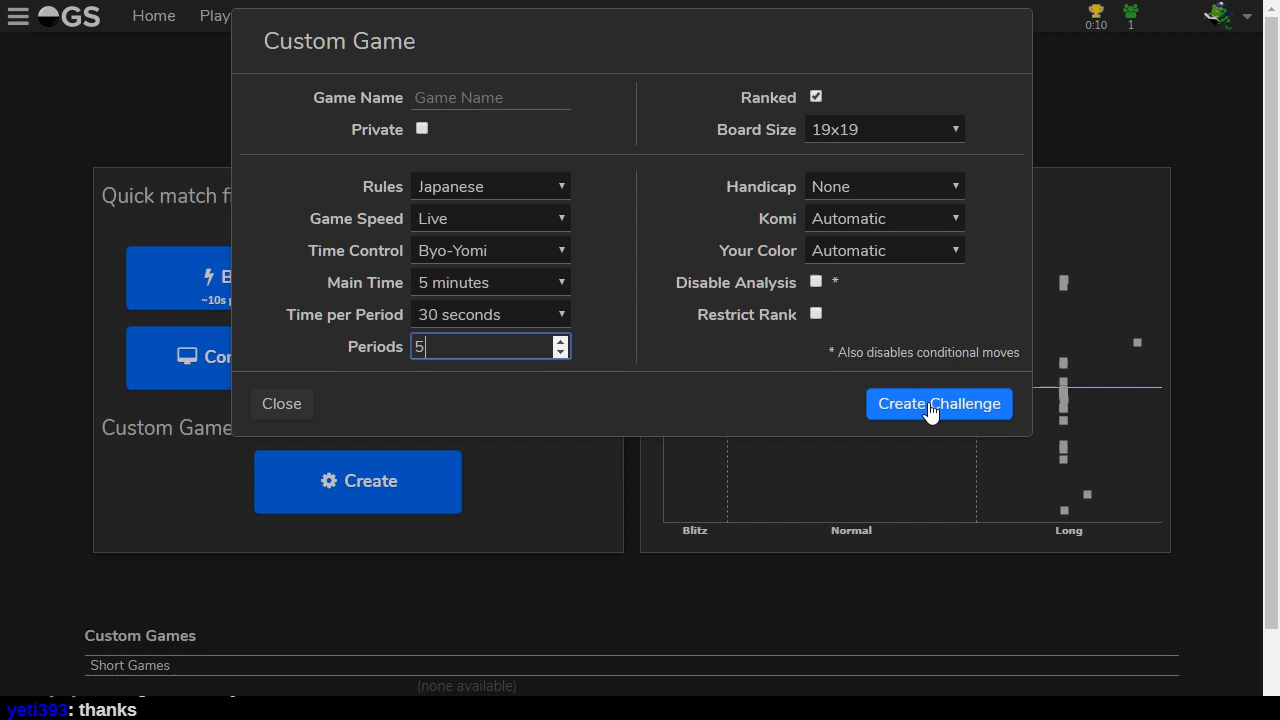 OGS Home Play 0:10 1
Custom Game
Game Name Game Name Ranked
Private Board Size 19x19
Quick match fi
Rules Japanese Handicap None
Game Speed Live Komi Automatic
Time Control Byo-Yomi Your Color Automatic
Main Time 5 minutes Disable Analysis *
Time per Period 30 seconds Restrict Rank
Periods 5
* Also disables conditional moves
B
~10s p
Cor
Close Create Challenge
Custom Game
Create
Blitz Normal Long
Custom Games
Short Games
(none available)
yeti393: thanks